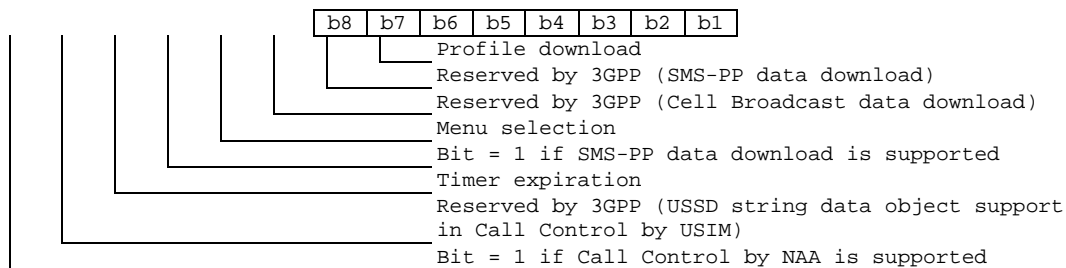 b8 b7 b6 b5 b4 b3 b2 b1
Profile download
Reserved by 3GPP (SMS-PP data download)
Reserved by 3GPP (Cell Broadcast data download)
Menu selection
Bit = 1 if SMS-PP data download is supported
Timer expiration
Reserved by 3GPP (USSD string data object support
in Call Control by USIM)
Bit = 1 if Call Control by NAA is supported